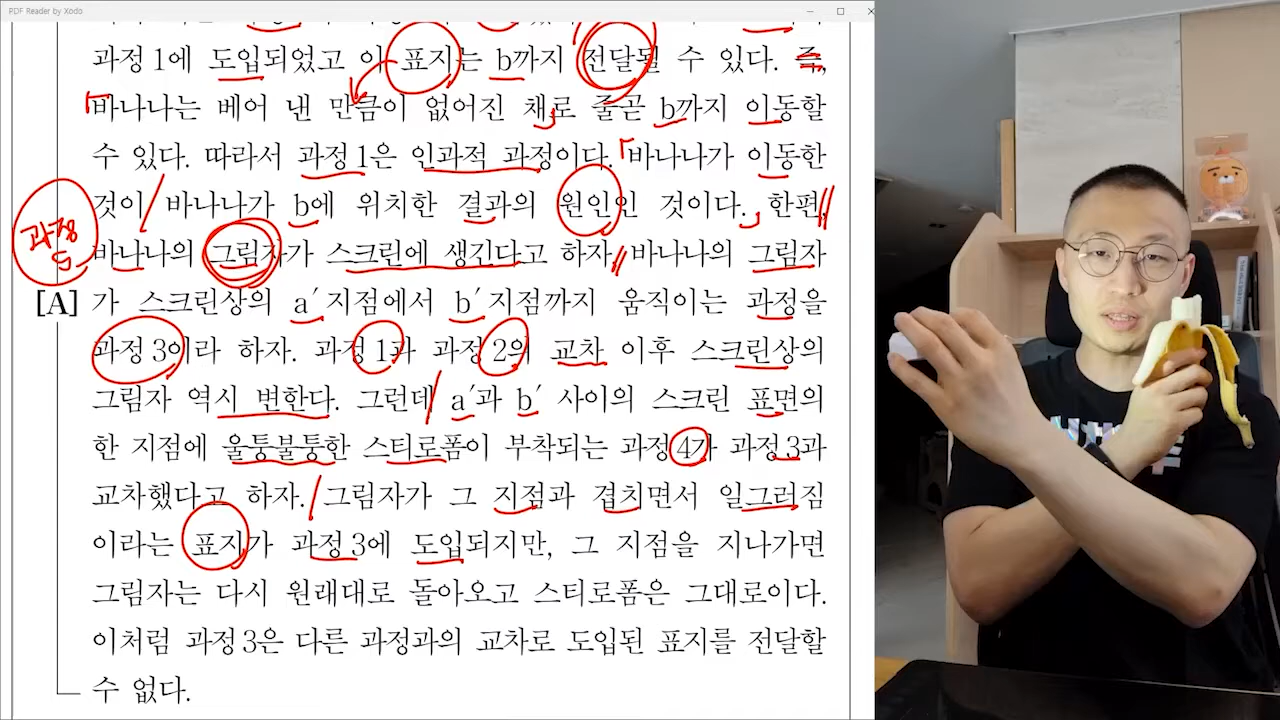 PDF Reader by Xodo
과정 1에 도입되었고 이 표지는 b까지 전달될 수 있다. 즉,
바나나는 베어 낸 만큼이 없어진 채로 줄곧 b까지 이동할
수 있다. 따라서 과정 1은 인과적 과정이다. 바나나가 이동한
것이 바나나가 b에 위치한 결과의 원인인 것이다. 한편,
과정
바나나의 그림자가 스크린에 생긴다고 하자. 바나나의 그림자
[A] 가 스크린상의 a′지점에서 b′지점까지 움직이는 과정을
과정 3이라 하자. 과정 1과 과정 2의 교차 이후 스크린상의
그림자 역시 변한다. 그런데 a′과 b′ 사이의 스크린 표면의
한 지점에 울퉁불퉁한 스티로폼이 부착되는 과정 4가 과정 3과
교차했다고 하자. 그림자가 그 지점과 겹치면서 일그러짐
이라는 표지가 과정 3에 도입되지만, 그 지점을 지나가면
그림자는 다시 원래대로 돌아오고 스티로폼은 그대로이다.
이처럼 과정 3은 다른 과정과의 교차로 도입된 표지를 전달할
수 없다.